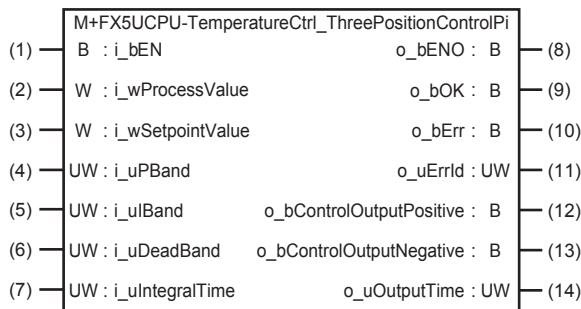 M+FX5UCPU-TemperatureCtrl_ThreePositionControlPi
(1) B : i_bEN o_bENO : B (8)
(2) W : i_wProcessValue o_bOK : B (9)
(3) W : i_wSetpointValue o_bErr : B (10)
(4) UW : i_uPBand o_uErrId : UW (11)
(5) UW : i_uIBand o_bControlOutputPositive : B (12)
(6) UW : i_uDeadBand o_bControlOutputNegative : B (13)
(7) UW : i_uIntegralTime o_uOutputTime : UW (14)